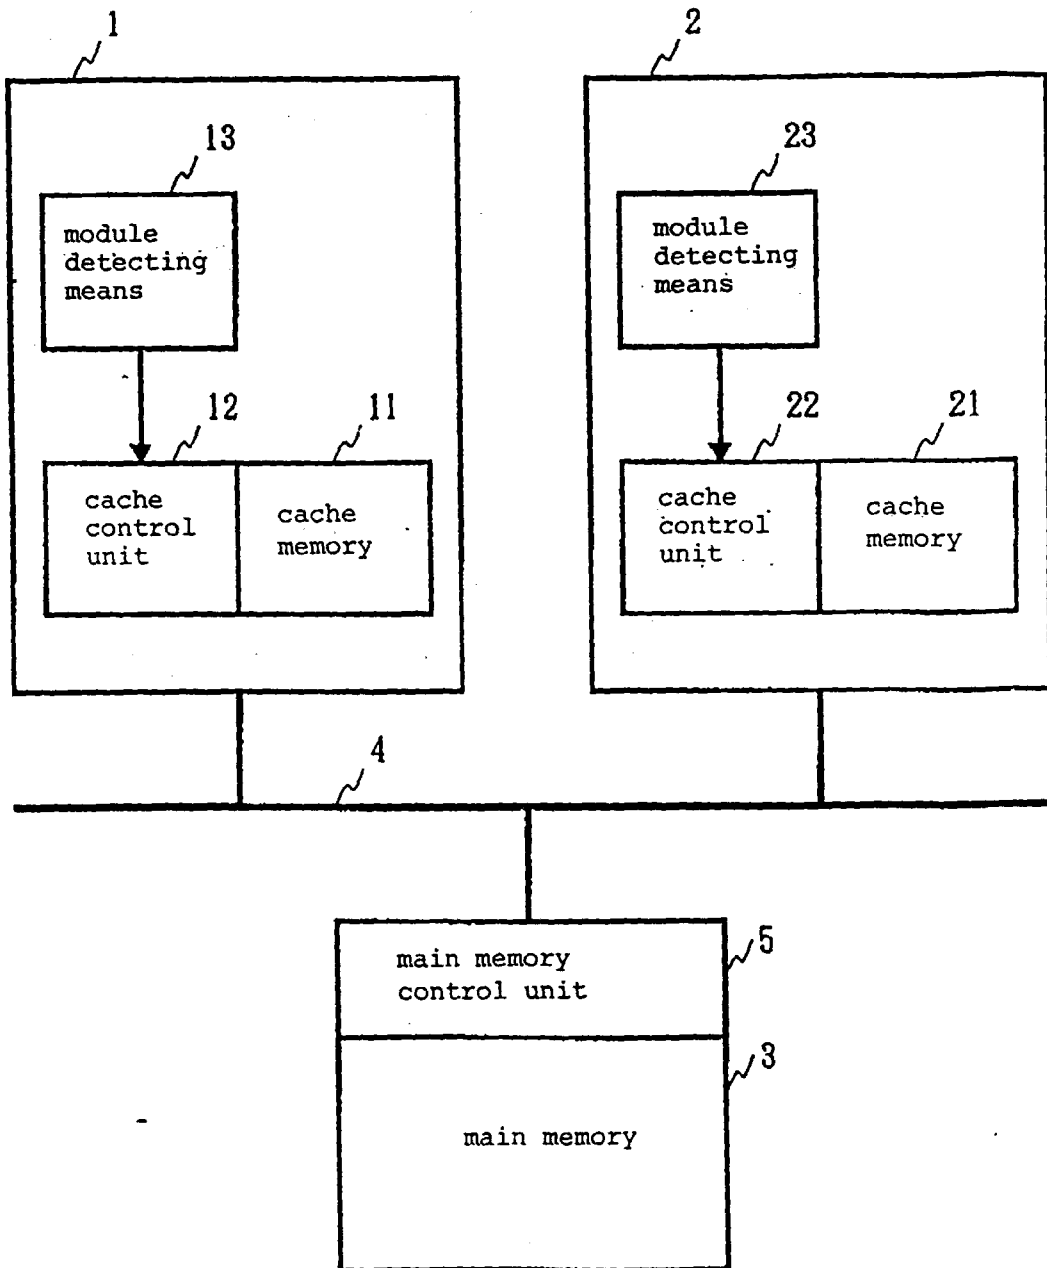 1
2
13
23
module
detecting
means
module
detecting
means
12
11
22
21
cache
control
unit
cache
memory
cache
control
unit
cache
memory
4
main memory
control unit
5
3
main memory